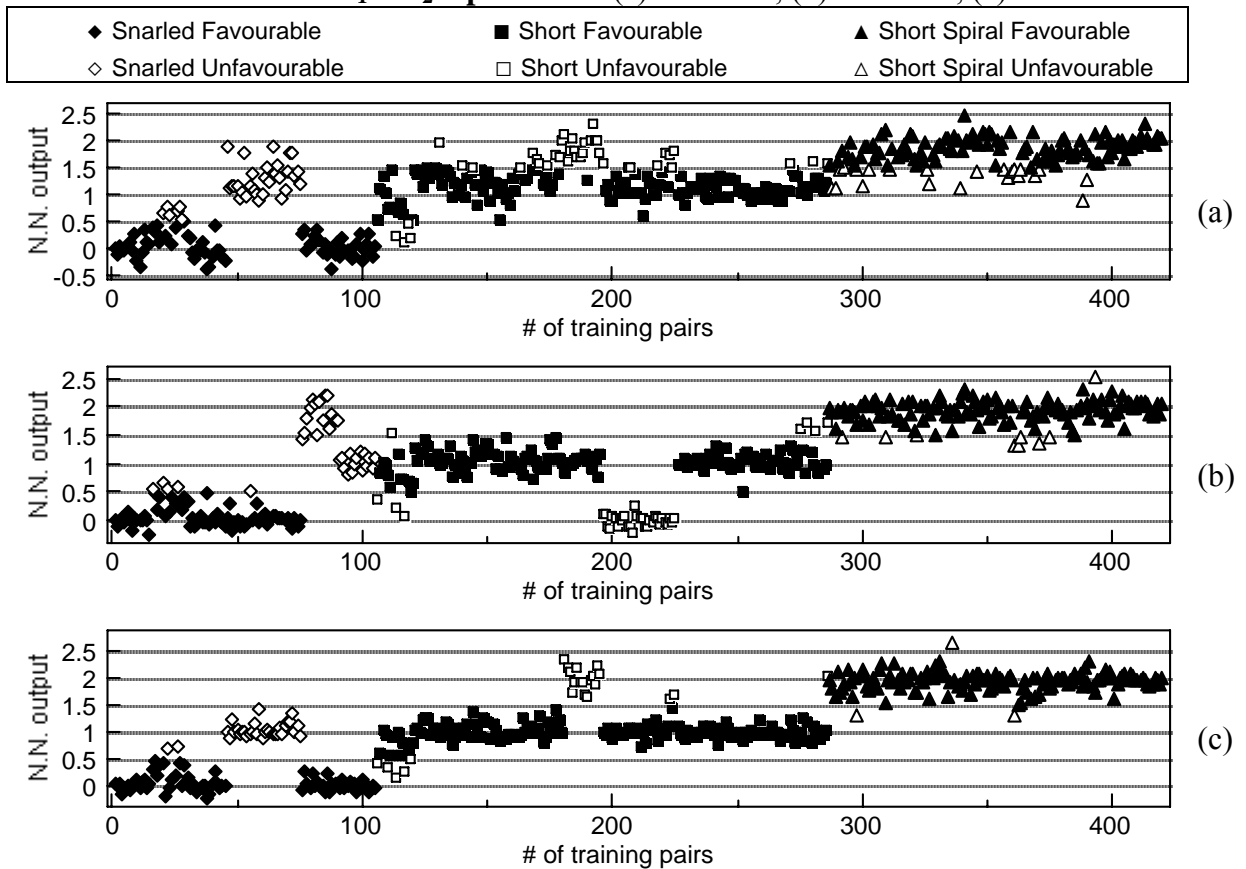 ◆ Snarled Favourable ■ Short Favourable ▲ Short Spiral Favourable
◇ Snarled Unfavourable □ Short Unfavourable △ Short Spiral Unfavourable
2.5
2
1.5
1
0.5
0
-0.5
N.N. output
0 100 200 300 400
# of training pairs
(a)
2.5
2
1.5
1
0.5
0
N.N. output
0 100 200 300 400
# of training pairs
(b)
2.5
2
1.5
1
0.5
0
N.N. output
0 100 200 300 400
# of training pairs
(c)